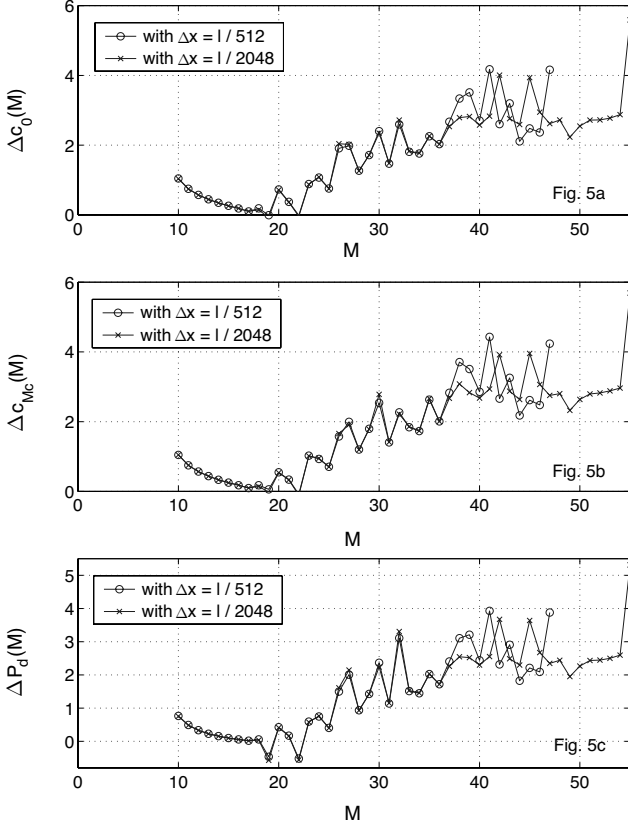 6
with Δx = l / 512
with Δx = l / 2048
4
Δc₀(M)
2
Fig. 5a
0
0 10 20 30 40 50
M
6
with Δx = l / 512
with Δx = l / 2048
4
Δc_Mc(M)
2
Fig. 5b
0
0 10 20 30 40 50
M
5
with Δx = l / 512
with Δx = l / 2048
4
3
ΔP_d(M)
2
1
0
Fig. 5c
0 10 20 30 40 50
M